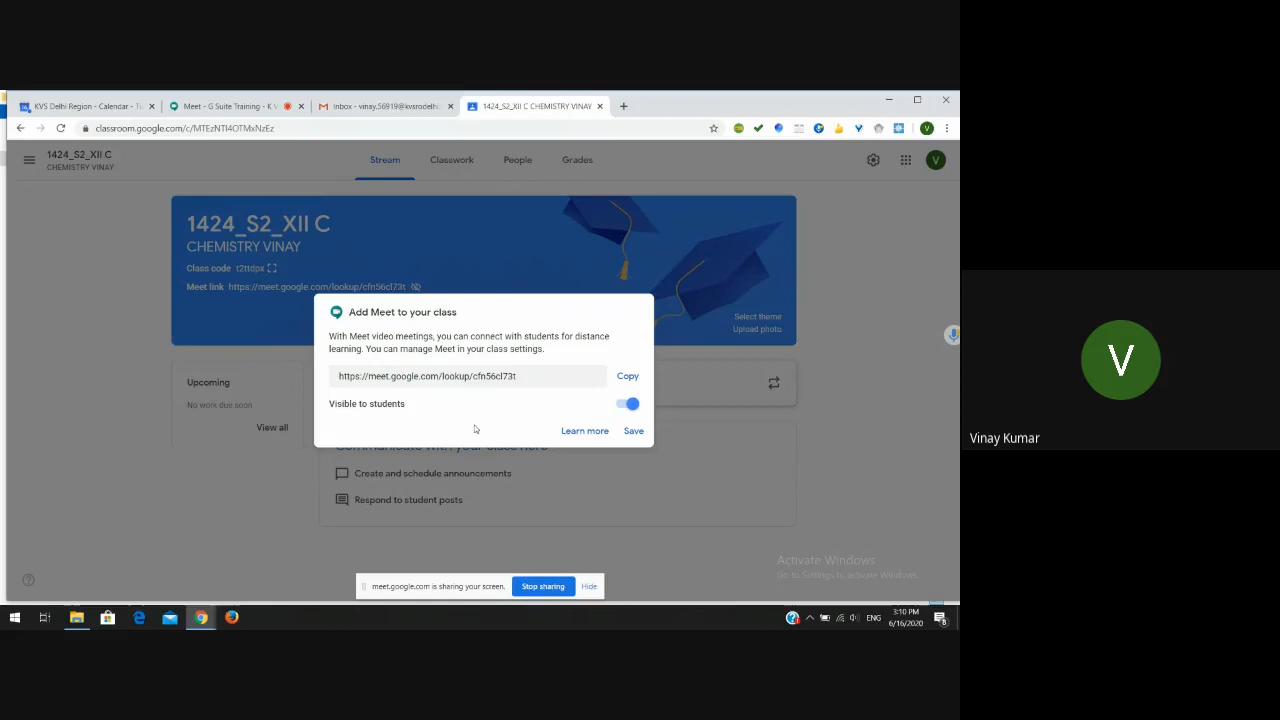 KVS Delhi Region - Calendar - Tu
Meet - G Suite Training - K V
Inbox - vinay.56919@kvsrodelhi
1424_S2_XII C CHEMISTRY VINAY
classroom.google.com/c/MTEzNTI4OTMxNzEz
V
1424_S2_XII C
CHEMISTRY VINAY
Stream
Classwork
People
Grades
V
1424_S2_XII C
CHEMISTRY VINAY
Class code t2ttdpx
Meet link https://meet.google.com/lookup/cfn56cl73t
Select theme
Upload photo
Add Meet to your class
With Meet video meetings, you can connect with students for distance
learning. You can manage Meet in your class settings.
https://meet.google.com/lookup/cfn56cl73t Copy
Visible to students
Learn more Save
Upcoming
No work due soon
View all
Communicate with your class here
Create and schedule announcements
Respond to student posts
Activate Windows
Go to Settings to activate Windows.
meet.google.com is sharing your screen. Stop sharing Hide
ENG
3:10 PM
6/16/2020
V
Vinay Kumar